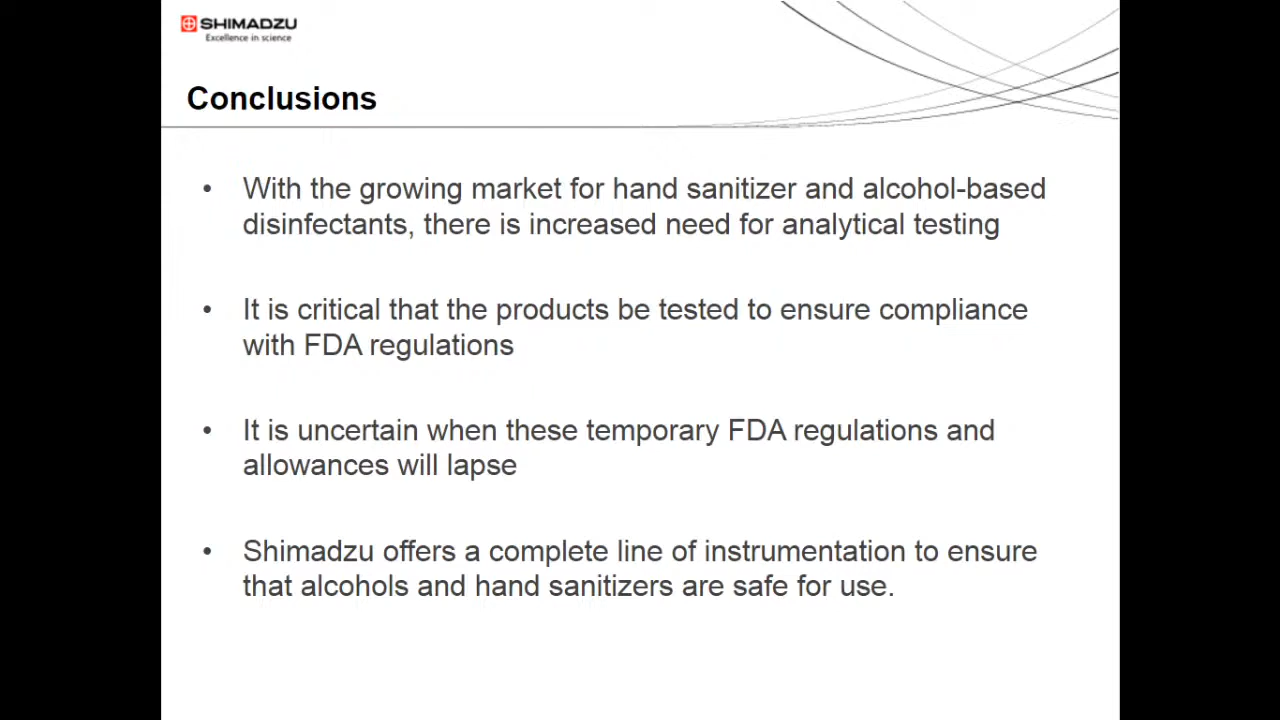 SHIMADZU
Excellence in science
Conclusions
• With the growing market for hand sanitizer and alcohol-based
disinfectants, there is increased need for analytical testing
• It is critical that the products be tested to ensure compliance
with FDA regulations
• It is uncertain when these temporary FDA regulations and
allowances will lapse
• Shimadzu offers a complete line of instrumentation to ensure
that alcohols and hand sanitizers are safe for use.